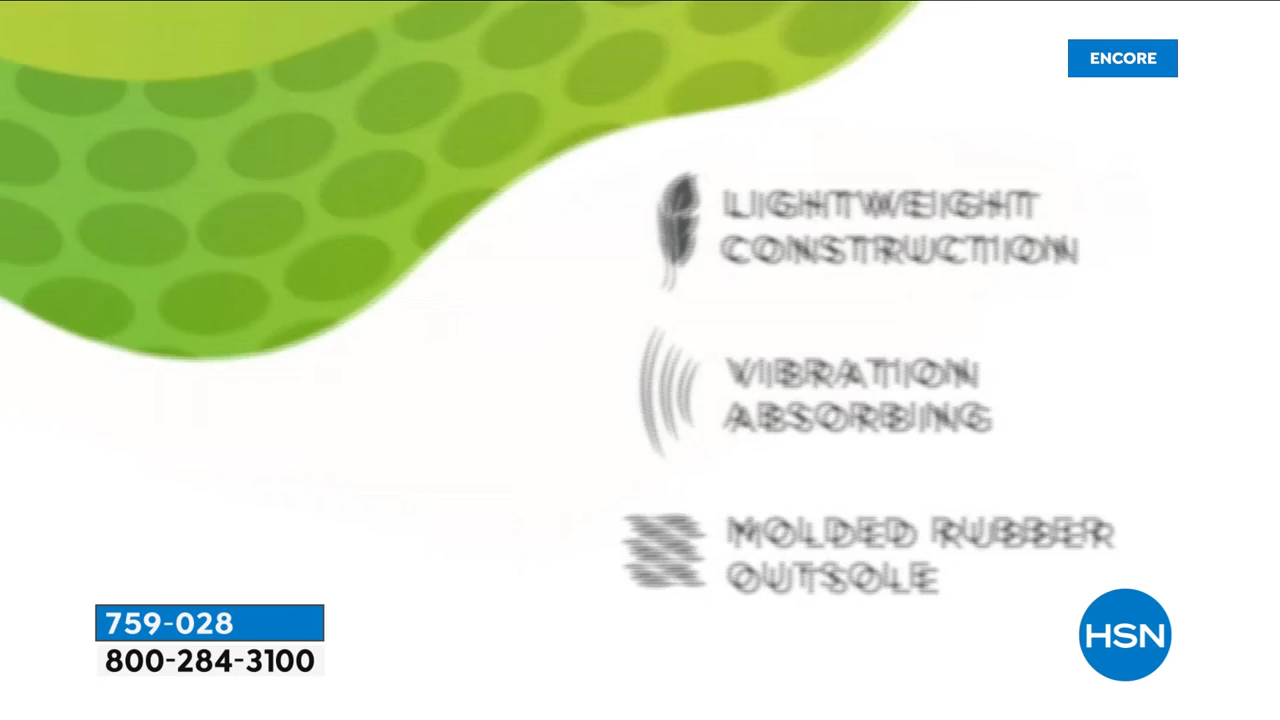 ENCORE
LIGHTWEIGHT
CONSTRUCTION
VIBRATION
ABSORBING
MOLDED RUBBER
OUTSOLE
759-028
800-284-3100
HSN